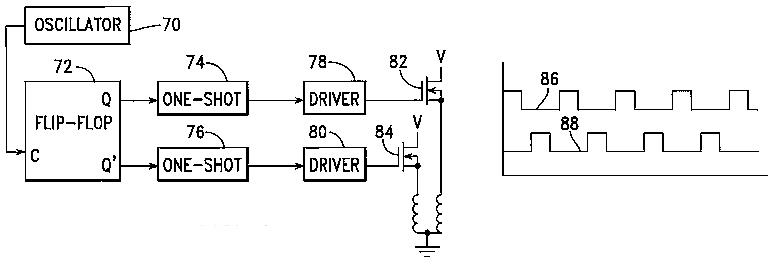 OSCILLATOR 70
72 74 78 82 V
Q ONE-SHOT DRIVER
FLIP-FLOP
76 80 84 V
C Q' ONE-SHOT DRIVER
86
88